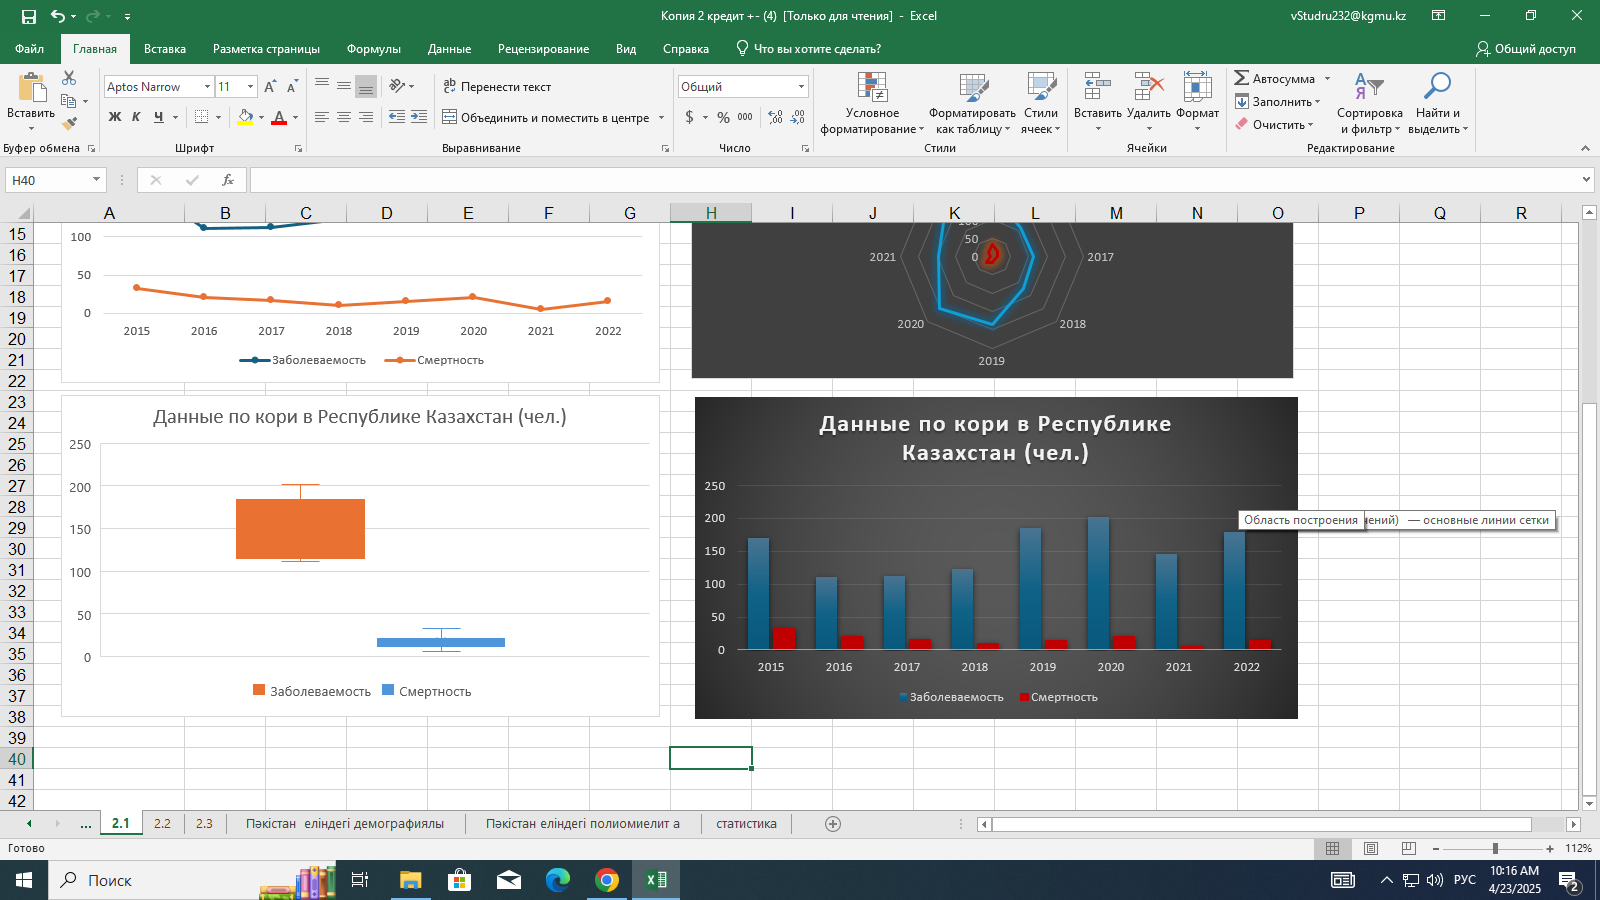 Копия 2 кредит +- (4)  [Только для чтения]  -  Excel
vStudru232@kgmu.kz
Файл
Главная
Вставка
Разметка страницы
Формулы
Данные
Рецензирование
Вид
Справка
Что вы хотите сделать?
Общий доступ
Вставить
Буфер обмена
Aptos Narrow
11
Ж К Ч
Шрифт
Перенести текст
Объединить и поместить в центре
Выравнивание
Общий
$ % 000
Число
Условное форматирование
Форматировать как таблицу
Стили ячеек
Стили
Вставить
Удалить
Формат
Ячейки
Автосумма
Заполнить
Очистить
Сортировка и фильтр
Найти и выделить
Редактирование
H40
fx
A B C D E F G H I J K L M N O P Q R
15
16
17
18
19
20
21
22
23
24
25
26
27
28
29
30
31
32
33
34
35
36
37
38
39
40
41
42
100
50
0
2015 2016 2017 2018 2019 2020 2021 2022
Заболеваемость Смертность
50
0
2021
2017
2020
2018
2019
Данные по кори в Республике Казахстан (чел.)
250
200
150
100
50
0
Заболеваемость Смертность
Данные по кори в Республике
Казахстан (чел.)
250
200
150
100
50
0
2015 2016 2017 2018 2019 2020 2021 2022
Заболеваемость Смертность
Область построения
— основные линии сетки
... 2.1 2.2 2.3 Пәкістан  еліндегі демографиялы Пәкістан еліндегі полиомиелит а статистика
Готово
112%
Поиск
РУС
10:16 AM
4/23/2025
2